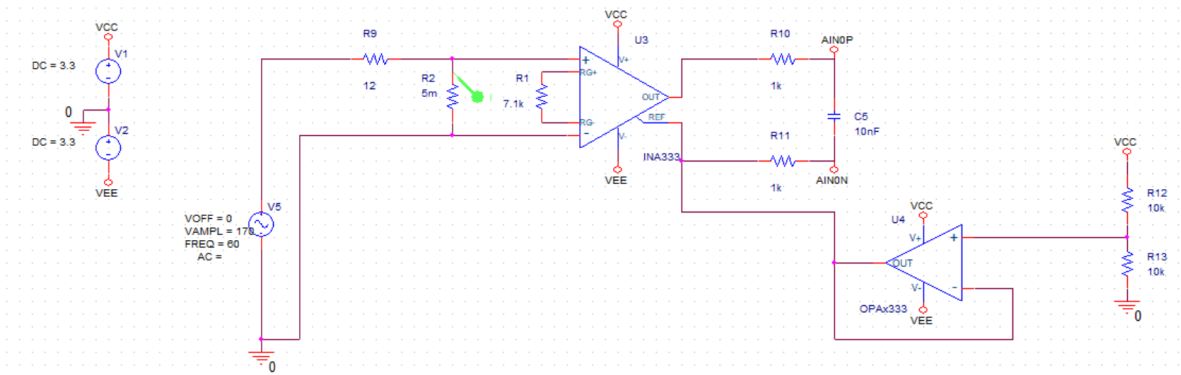 VCC
V1
DC = 3.3
0
V2
DC = 3.3
VEE
R9
12
R2
5m
R1
7.1k
V5
VOFF = 0
VAMPL = 170
FREQ = 60
AC =
0
VCC
U3
V+
+
RG+
OUT
REF
RG-
-
V-
INA333
VEE
R10
1k
AIN0P
C5
10nF
R11
1k
AIN0N
VCC
U4
V+
+
OUT
V-
-
OPAx333
VEE
VCC
R12
10k
R13
10k
0